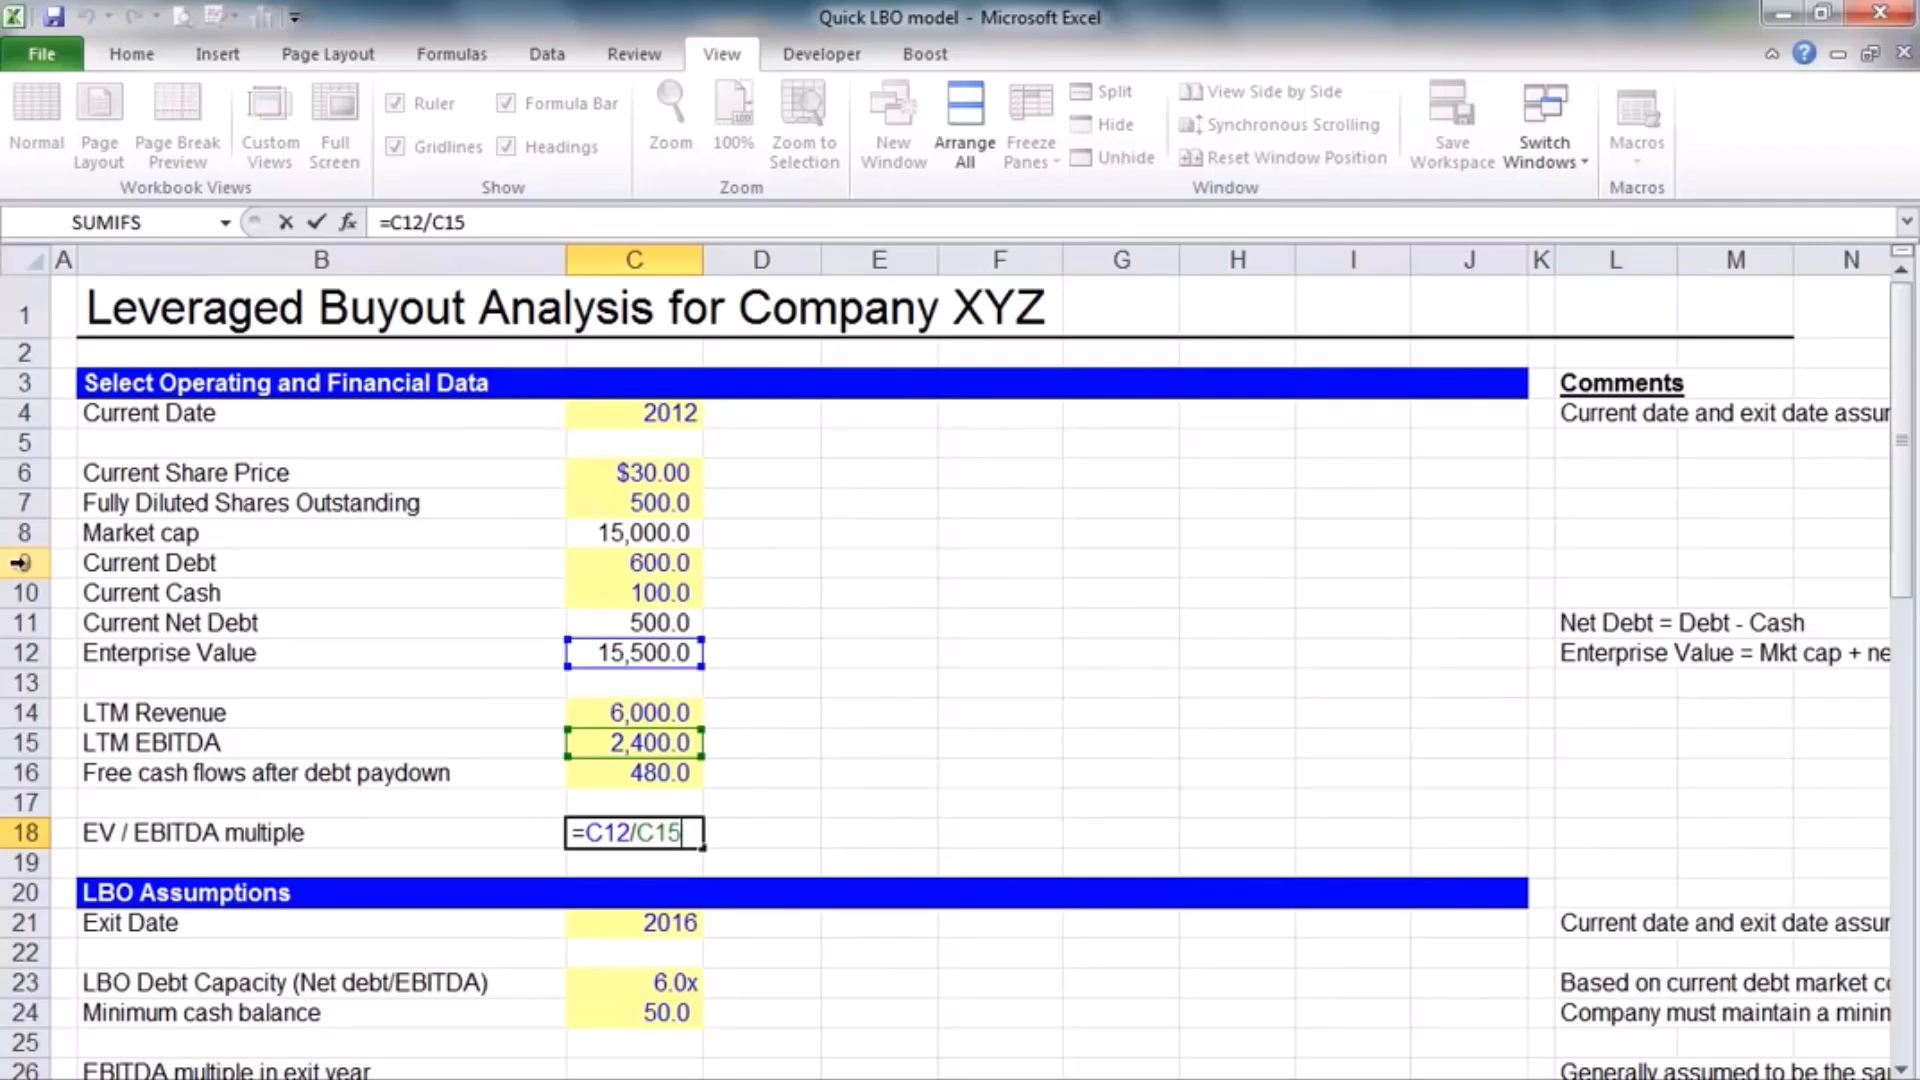 Quick LBO model - Microsoft Excel
File Home Insert Page Layout Formulas Data Review View Developer Boost
Normal
Page Layout
Page Break Preview
Custom Views
Full Screen
Workbook Views
Ruler
Formula Bar
Gridlines
Headings
Show
Zoom
100%
Zoom to Selection
Zoom
New Window
Arrange All
Freeze Panes
Split
Hide
Unhide
View Side by Side
Synchronous Scrolling
Reset Window Position
Window
Save Workspace
Switch Windows
Macros
Macros
SUMIFS fx =C12/C15
A B C D E F G H I J K L M N
1 Leveraged Buyout Analysis for Company XYZ
2
3 Select Operating and Financial Data Comments
4 Current Date 2012 Current date and exit date assur
5
6 Current Share Price $30.00
7 Fully Diluted Shares Outstanding 500.0
8 Market cap 15,000.0
Current Debt 600.0
10 Current Cash 100.0
11 Current Net Debt 500.0 Net Debt = Debt - Cash
12 Enterprise Value 15,500.0 Enterprise Value = Mkt cap + ne
13
14 LTM Revenue 6,000.0
15 LTM EBITDA 2,400.0
16 Free cash flows after debt paydown 480.0
17
18 EV / EBITDA multiple =C12/C15
19
20 LBO Assumptions
21 Exit Date 2016 Current date and exit date assur
22
23 LBO Debt Capacity (Net debt/EBITDA) 6.0x Based on current debt market
24 Minimum cash balance 50.0 Company must maintain a minin
25
26 EBITDA multiple in exit year Generally assumed to be the